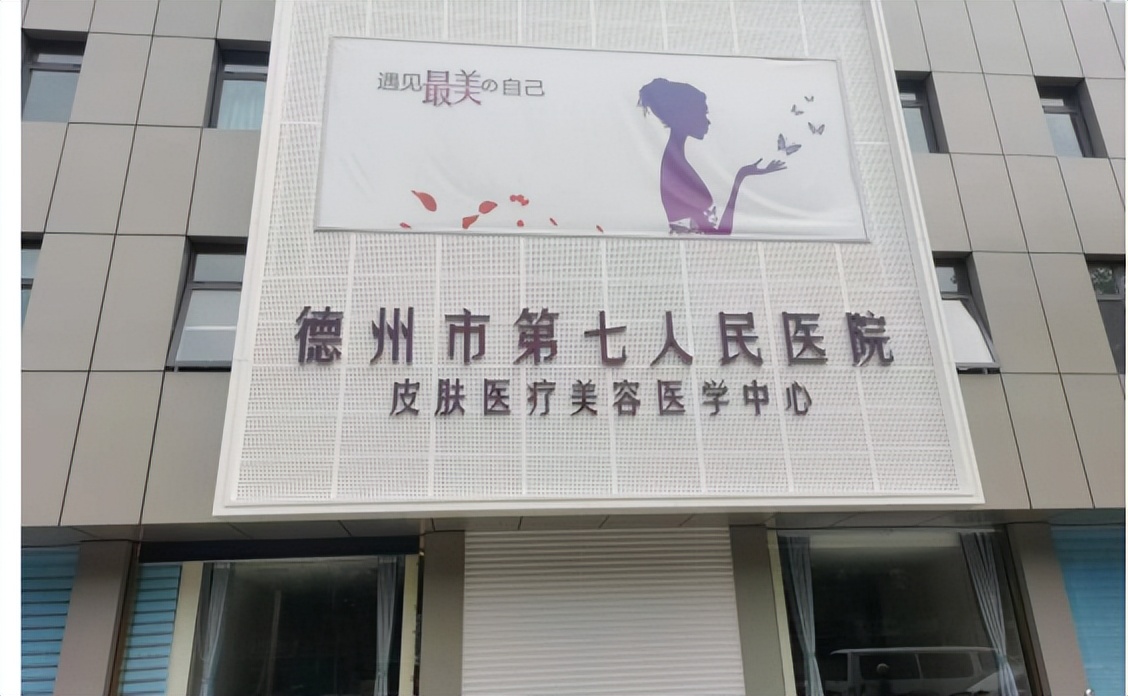 遇见最美の自己
德州市第七人民医院
皮肤医疗美容医学中心